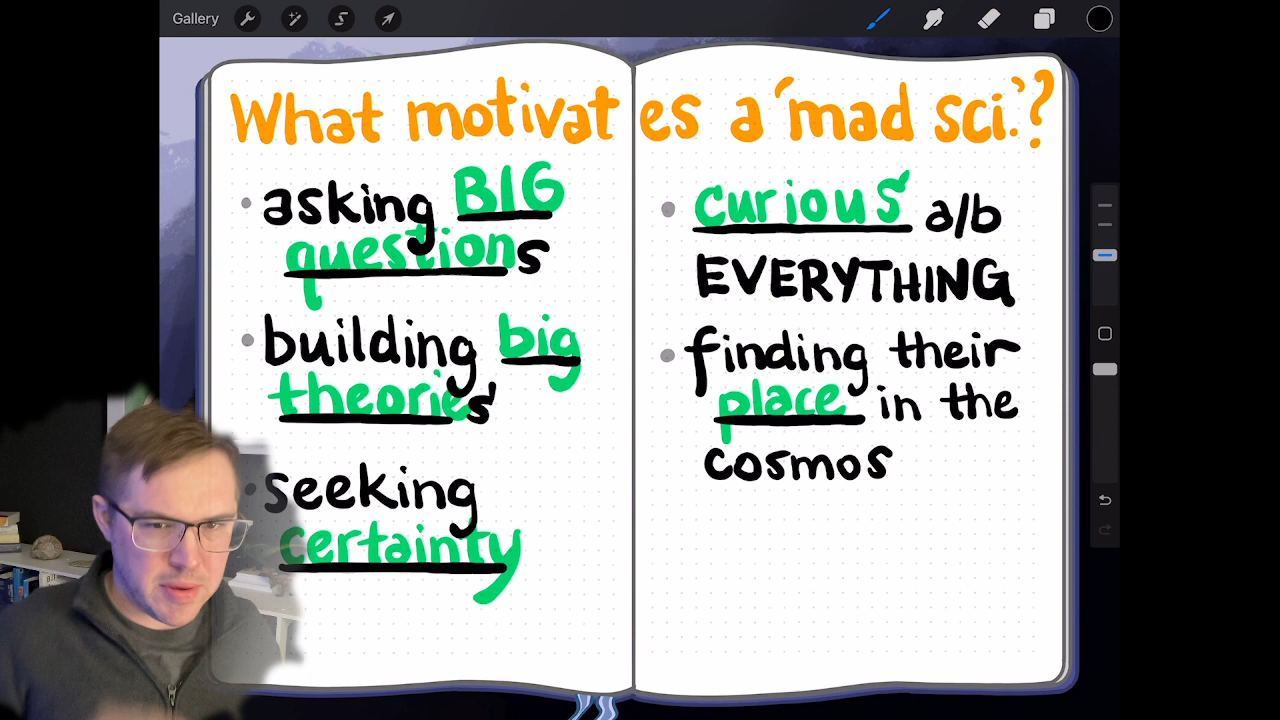 Gallery
What motivates a 'mad sci.'?
• asking BIG
questions
• building big
theories
• seeking
certainty
• curious a/b
EVERYTHING
• finding their
place in the
cosmos